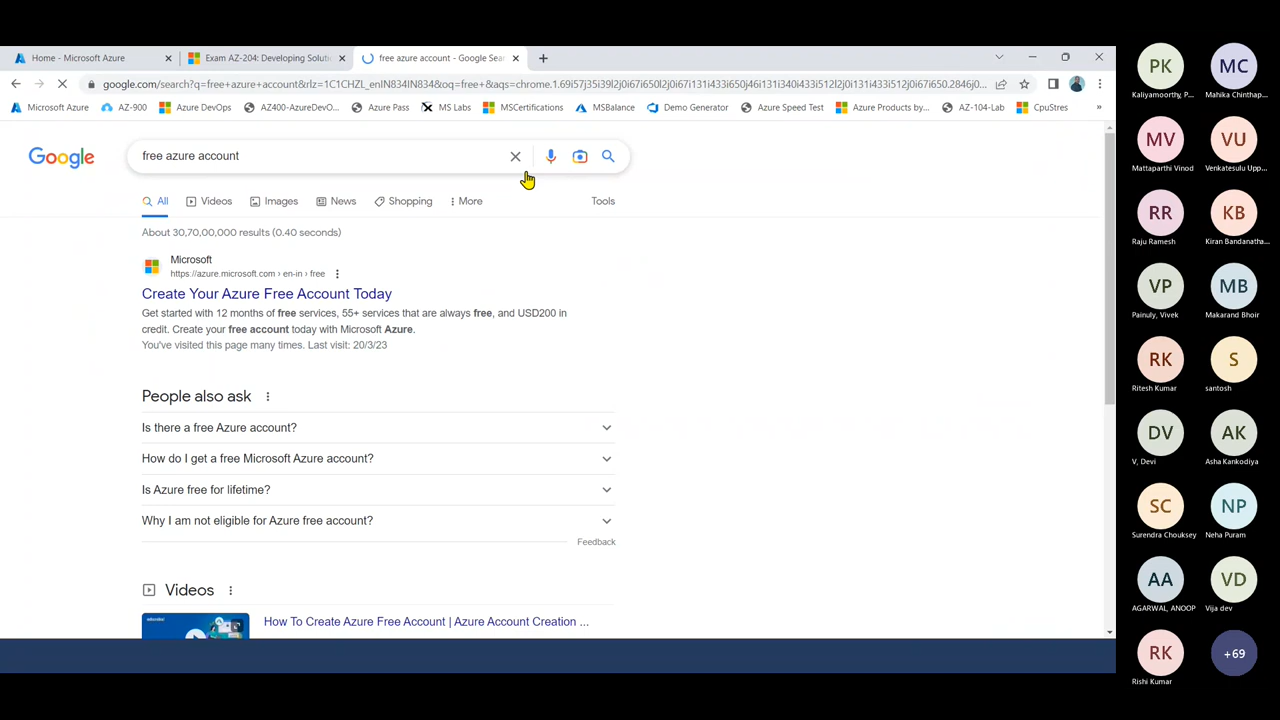 Home - Microsoft Azure
Exam AZ-204: Developing Soluti
free azure account - Google Sea
google.com/search?q=free+azure+account&rlz=1C1CHZL_enIN834IN834&oq=free+&aqs=chrome.1.69i57j35i39l2j0i67i650l2j0i67i131i433i650j46i131i340i433i512l2j0i131i433i512j0i67i650.2846j0...
Microsoft Azure
AZ-900
Azure DevOps
AZ400-AzureDevO...
Azure Pass
MS Labs
MSCertifications
MSBalance
Demo Generator
Azure Speed Test
Azure Products by...
AZ-104-Lab
CpuStres
»
Google
free azure account
All
Videos
Images
News
Shopping
More
Tools
About 30,70,00,000 results (0.40 seconds)
Microsoft
https://azure.microsoft.com › en-in › free
Create Your Azure Free Account Today
Get started with 12 months of free services, 55+ services that are always free, and USD200 in
credit. Create your free account today with Microsoft Azure.
You've visited this page many times. Last visit: 20/3/23
People also ask
Is there a free Azure account?
How do I get a free Microsoft Azure account?
Is Azure free for lifetime?
Why I am not eligible for Azure free account?
Feedback
Videos
How To Create Azure Free Account | Azure Account Creation ...
PK
Kaliyamoorthy, P...
MC
Mahika Chinthap...
MV
Mattaparthi Vinod
VU
Venkatesulu Upp...
RR
Raju Ramesh
KB
Kiran Bandanatha...
VP
Painuly, Vivek
MB
Makarand Bhoir
RK
Ritesh Kumar
S
santosh
DV
V, Devi
AK
Asha Kankodiya
SC
Surendra Chouksey
NP
Neha Puram
AA
AGARWAL, ANOOP
VD
Vija dev
RK
Rishi Kumar
+69